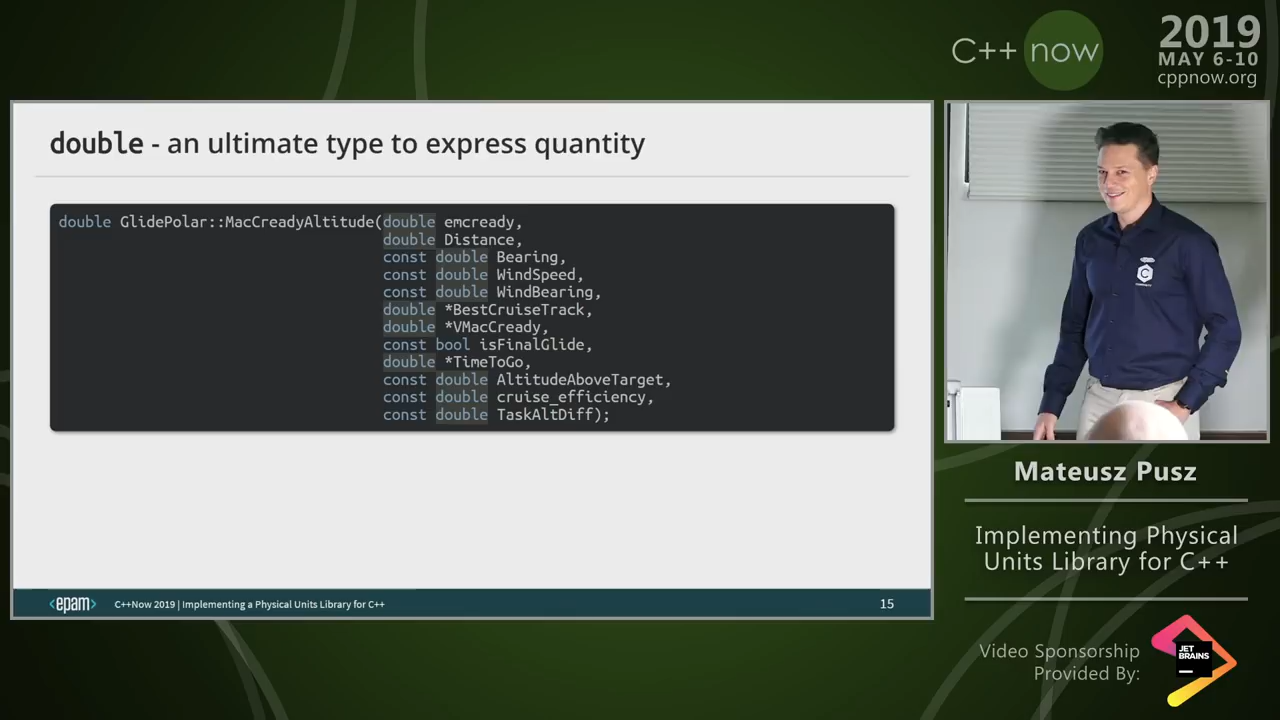 C++ now
2019
MAY 6-10
cppnow.org
double - an ultimate type to express quantity
double GlidePolar::MacCreadyAltitude(double emcready,
double Distance,
const double Bearing,
const double WindSpeed,
const double WindBearing,
double *BestCruiseTrack,
double *VMacCready,
const bool isFinalGlide,
double *TimeToGo,
const double AltitudeAboveTarget,
const double cruise_efficiency,
const double TaskAltDiff);
<epam> C++Now 2019 | Implementing a Physical Units Library for C++ 15
Mateusz Pusz
Implementing Physical
Units Library for C++
Video Sponsorship
Provided By:
JET
BRAINS